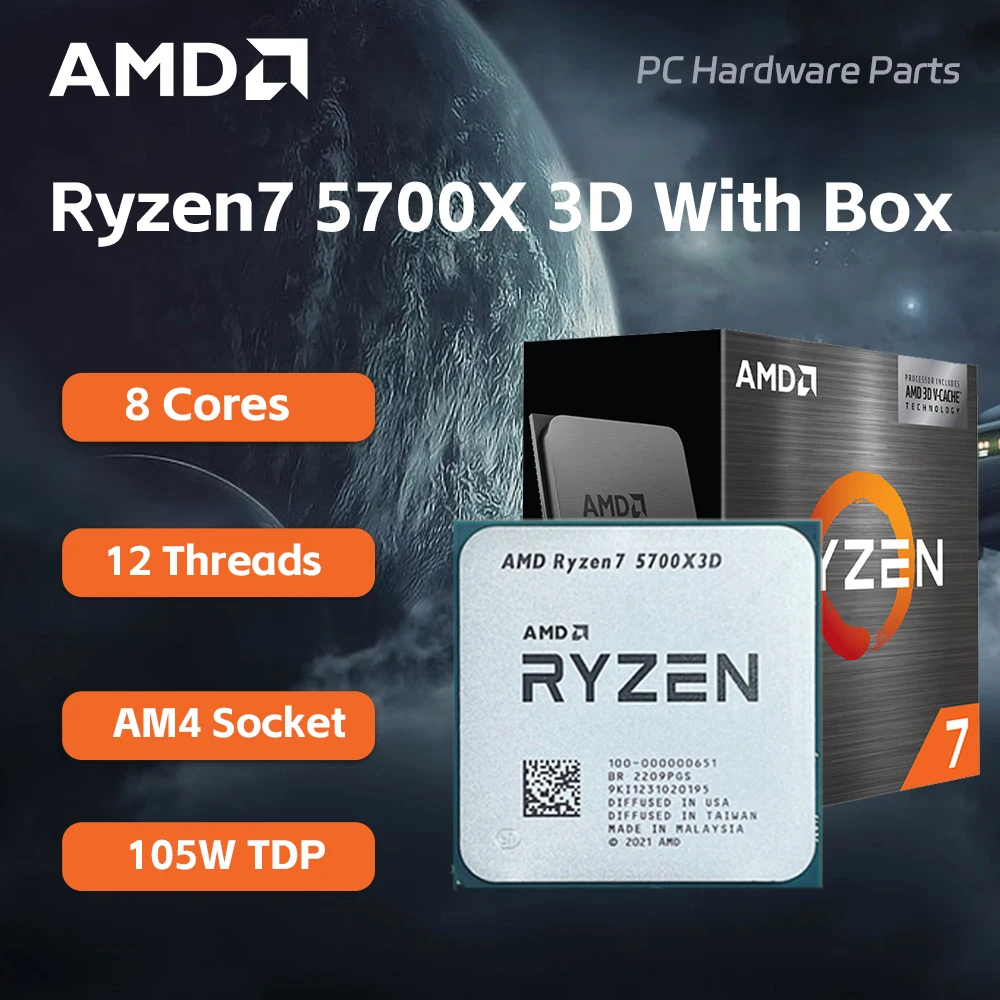 AMD
PC Hardware Parts
Ryzen7 5700X 3D With Box
8 Cores
12 Threads
AM4 Socket
105W TDP
AMD
PROCESSOR INCLUDES
AMD 3D V-CACHE
TECHNOLOGY
AMD
YZEN
7
AMD Ryzen7 5700X3D
AMD
RYZEN
100-000000651
BR 2209PGS
9KI1231020195
DIFFUSED IN USA
DIFFUSED IN TAIWAN
MADE IN MALAYSIA
© 2021 AMD